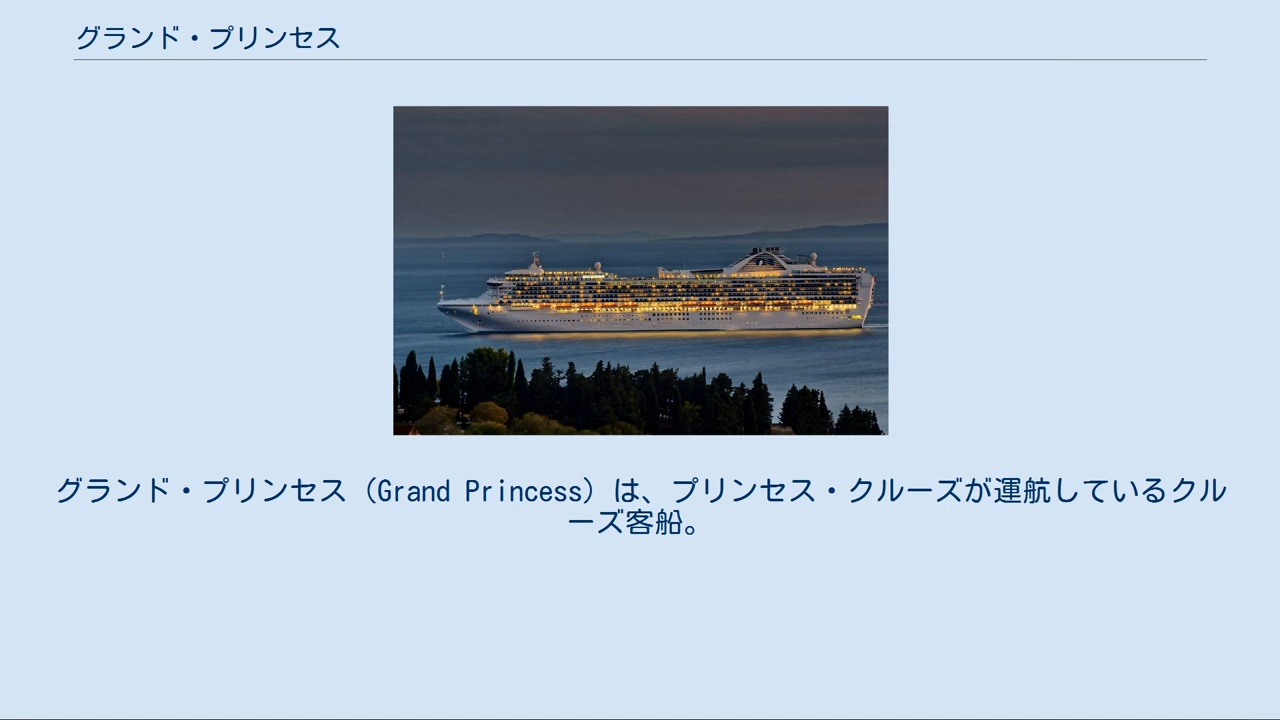 グランド・プリンセス
グランド・プリンセス（Grand Princess）は、プリンセス・クルーズが運航しているクル
ーズ客船。